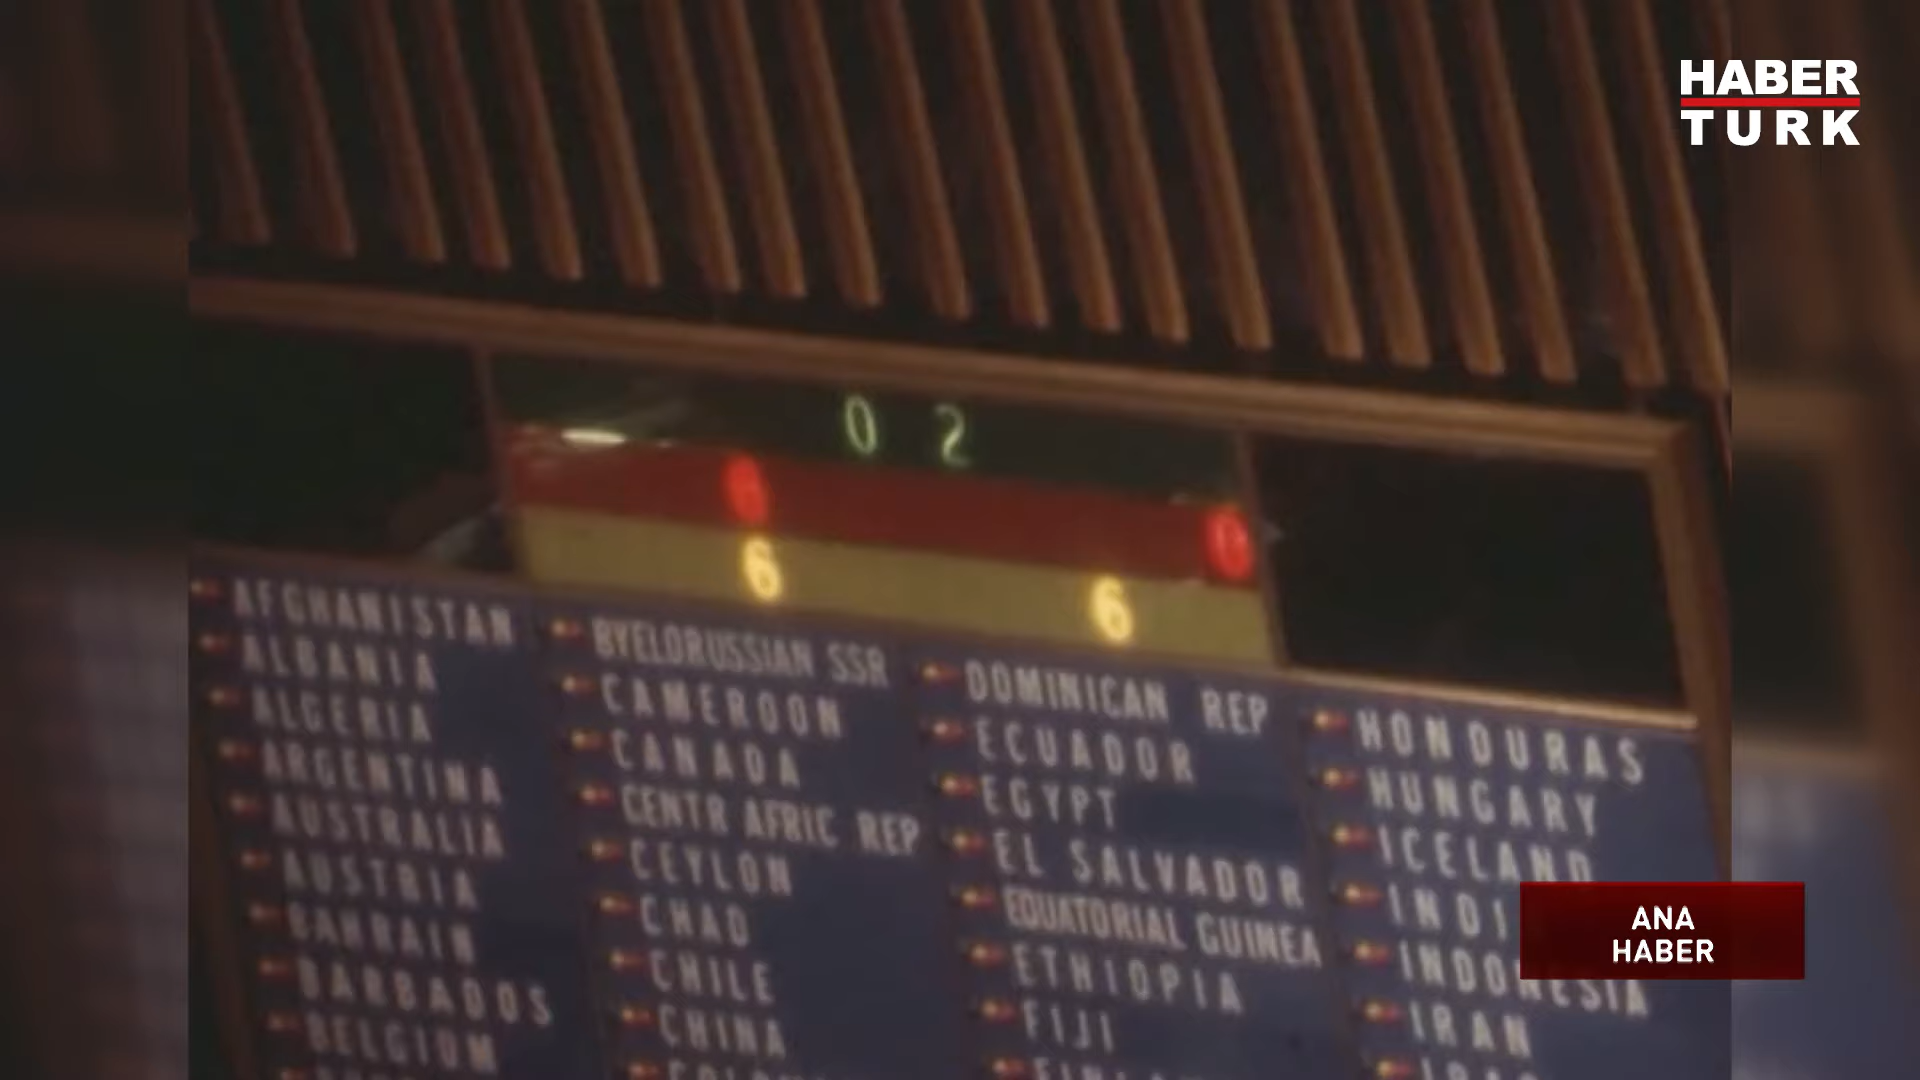 HABER
TURK
0 2
0 0
6 6
AFGHANISTAN
ALBANIA
ALGERIA
ARGENTINA
AUSTRALIA
AUSTRIA
BAHRAIN
BARBADOS
BELGIUM
BYELORUSSIAN SSR
CAMEROON
CANADA
CENTR AFRIC REP
CEYLON
CHAD
CHILE
CHINA
DOMINICAN REP
ECUADOR
EGYPT
EL SALVADOR
EQUATORIAL GUINEA
ETHIOPIA
FIJI
HONDURAS
HUNGARY
ICELAND
INDI
INDONESIA
IRAN
ANA
HABER